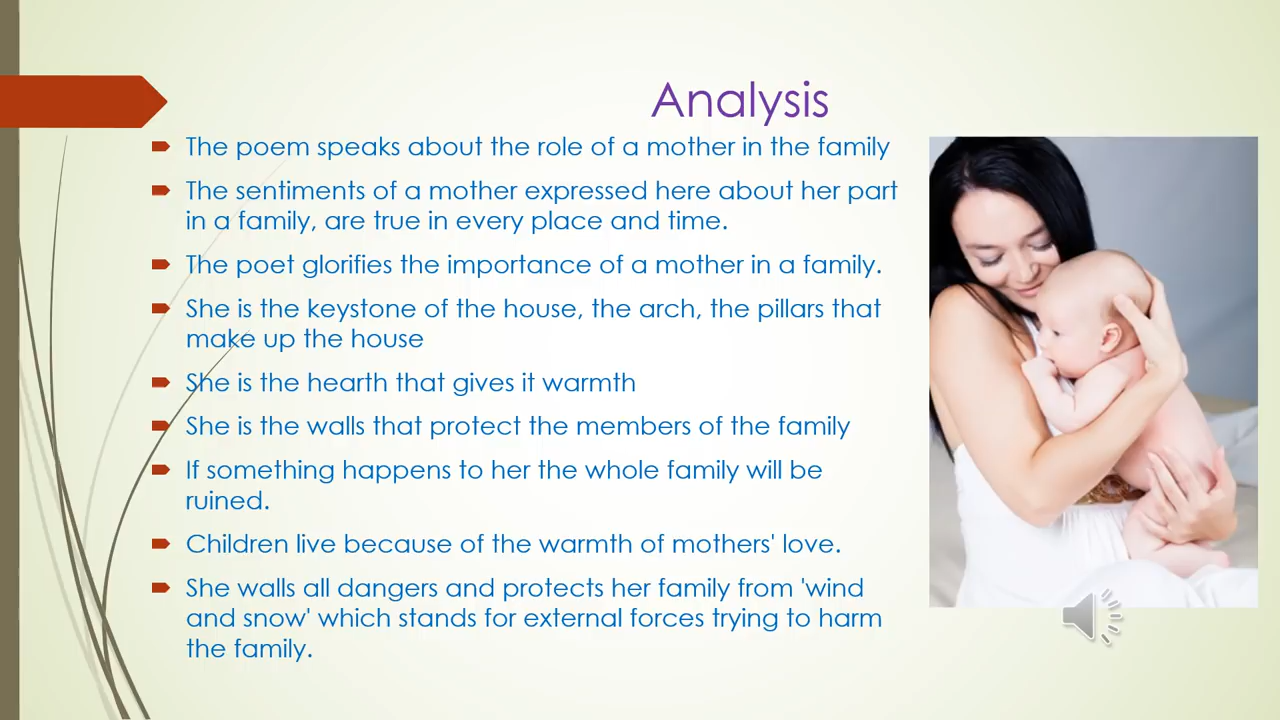 Analysis
The poem speaks about the role of a mother in the family
The sentiments of a mother expressed here about her part
in a family, are true in every place and time.
The poet glorifies the importance of a mother in a family.
She is the keystone of the house, the arch, the pillars that
make up the house
She is the hearth that gives it warmth
She is the walls that protect the members of the family
If something happens to her the whole family will be
ruined.
Children live because of the warmth of mothers' love.
She walls all dangers and protects her family from 'wind
and snow' which stands for external forces trying to harm
the family.